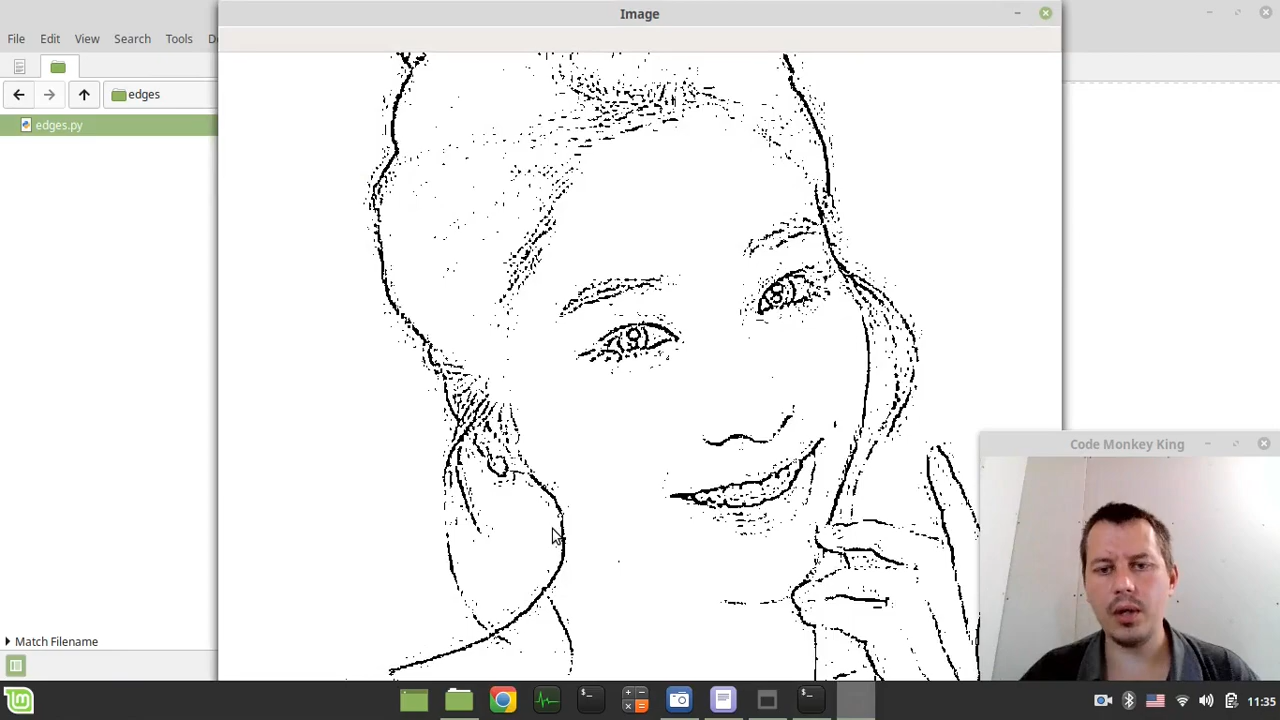 Image
File Edit View Search Tools
edges
edges.py
Code Monkey King
Match Filename
11:35